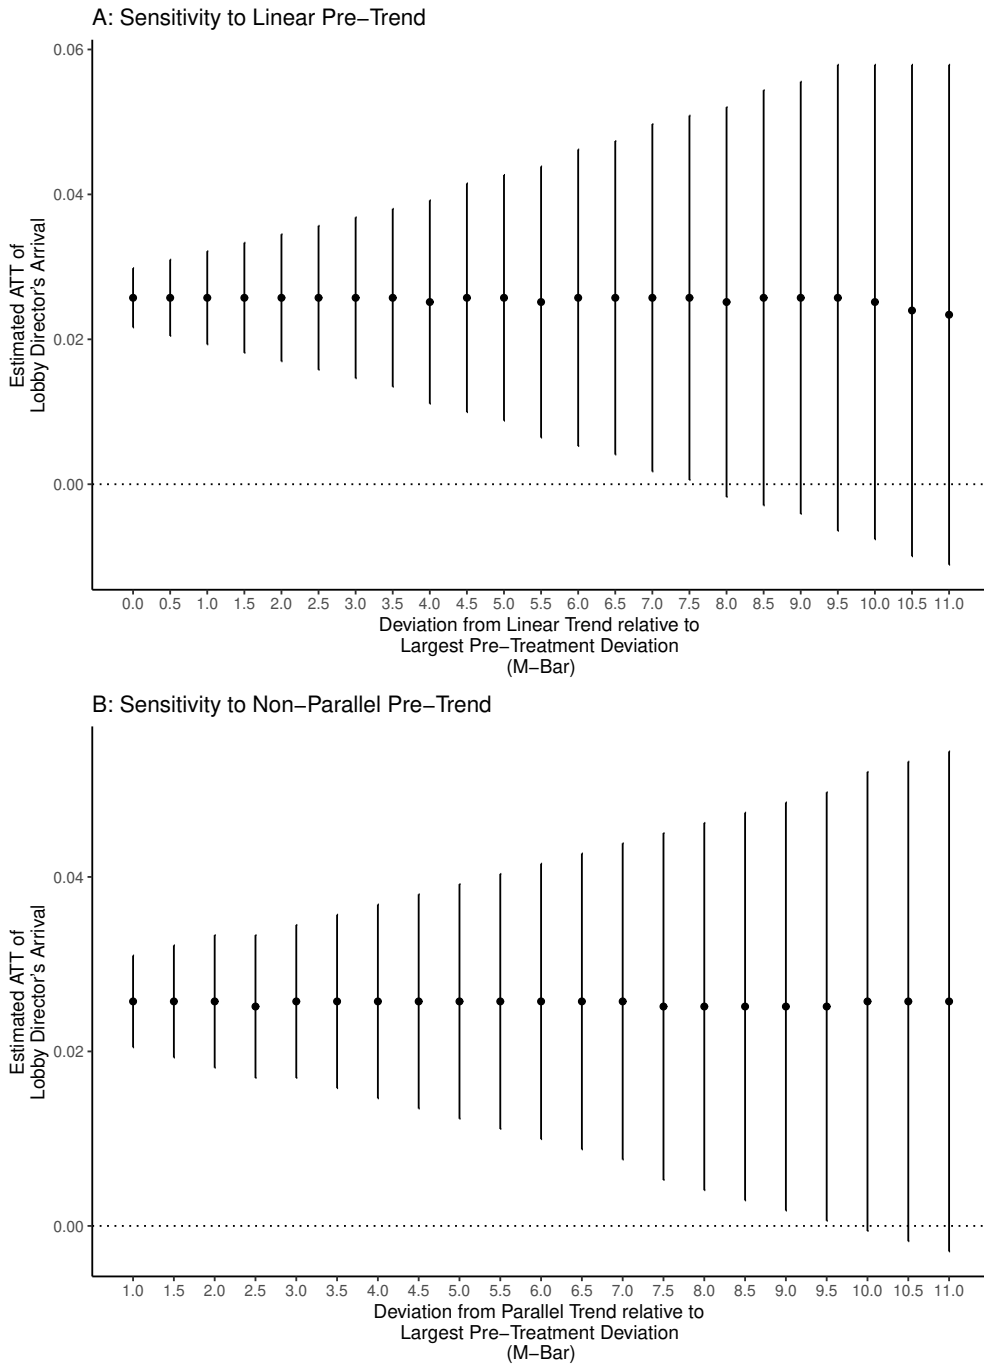 A: Sensitivity to Linear Pre−Trend
0.06
0.04
0.02
0.00
Estimated ATT of
Lobby Director's Arrival
0.0 0.5 1.0 1.5 2.0 2.5 3.0 3.5 4.0 4.5 5.0 5.5 6.0 6.5 7.0 7.5 8.0 8.5 9.0 9.5 10.0 10.5 11.0
Deviation from Linear Trend relative to
Largest Pre−Treatment Deviation
(M−Bar)
B: Sensitivity to Non−Parallel Pre−Trend
0.04
0.02
0.00
Estimated ATT of
Lobby Director's Arrival
1.0 1.5 2.0 2.5 3.0 3.5 4.0 4.5 5.0 5.5 6.0 6.5 7.0 7.5 8.0 8.5 9.0 9.5 10.0 10.5 11.0
Deviation from Parallel Trend relative to
Largest Pre−Treatment Deviation
(M−Bar)